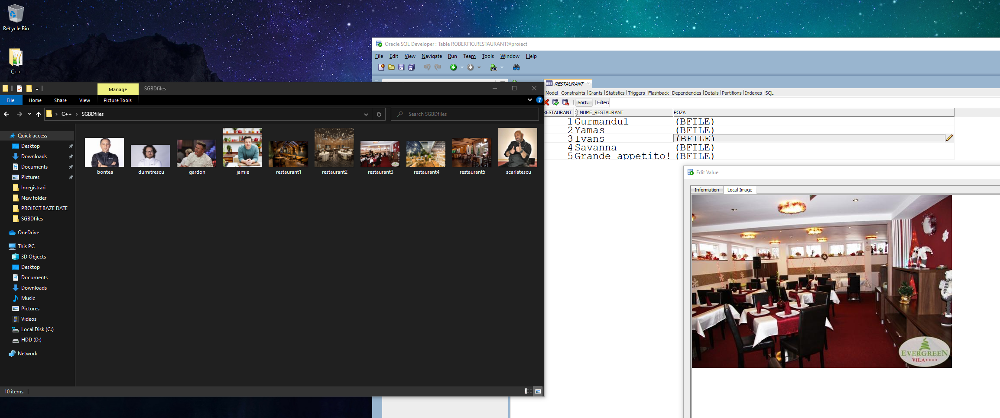 Recycle Bin
C++
Oracle SQL Developer : Table ROBERTTO.RESTAURANT@proiect
File Edit View Navigate Run Team Tools Window Help
Manage SGBDfiles
File Home Share View Picture Tools
C++ SGBDfiles Search SGBDfiles
Quick access
Desktop
Downloads
Documents
Pictures
Inregistrari
New folder
PROIECT BAZE DATE
SGBDfiles
OneDrive
This PC
3D Objects
Desktop
Documents
Downloads
Music
Pictures
Videos
Local Disk (C:)
HDD (D:)
Network
bontea dumitrescu gardon jamie restaurant1 restaurant2 restaurant3 restaurant4 restaurant5 scarlatescu
10 items
RESTAURANT
Model Constraints Grants Statistics Triggers Flashback Dependencies Details Partitions Indexes SQL
Sort.. Filter:
RESTAURANT NUME_RESTAURANT POZA
1 Gurmandul (BFILE)
2 Yamas (BFILE)
3 Ivans (BFILE)
4 Savanna (BFILE)
5 Grande appetito! (BFILE)
Edit Value
Information Local Image
EVERGREEN
VILA